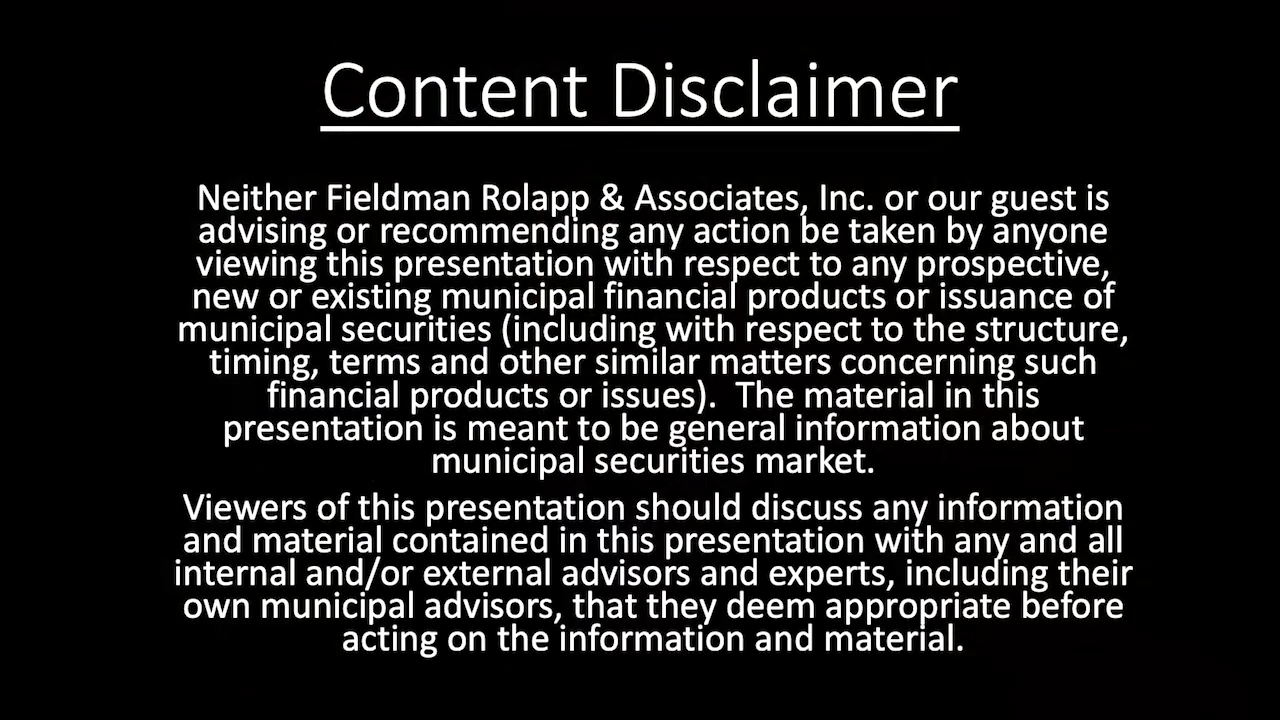 Content Disclaimer
Neither Fieldman Rolapp & Associates, Inc. or our guest is
advising or recommending any action be taken by anyone
viewing this presentation with respect to any prospective,
new or existing municipal financial products or issuance of
municipal securities (including with respect to the structure,
timing, terms and other similar matters concerning such
financial products or issues).  The material in this
presentation is meant to be general information about
municipal securities market.
Viewers of this presentation should discuss any information
and material contained in this presentation with any and all
internal and/or external advisors and experts, including their
own municipal advisors, that they deem appropriate before
acting on the information and material.